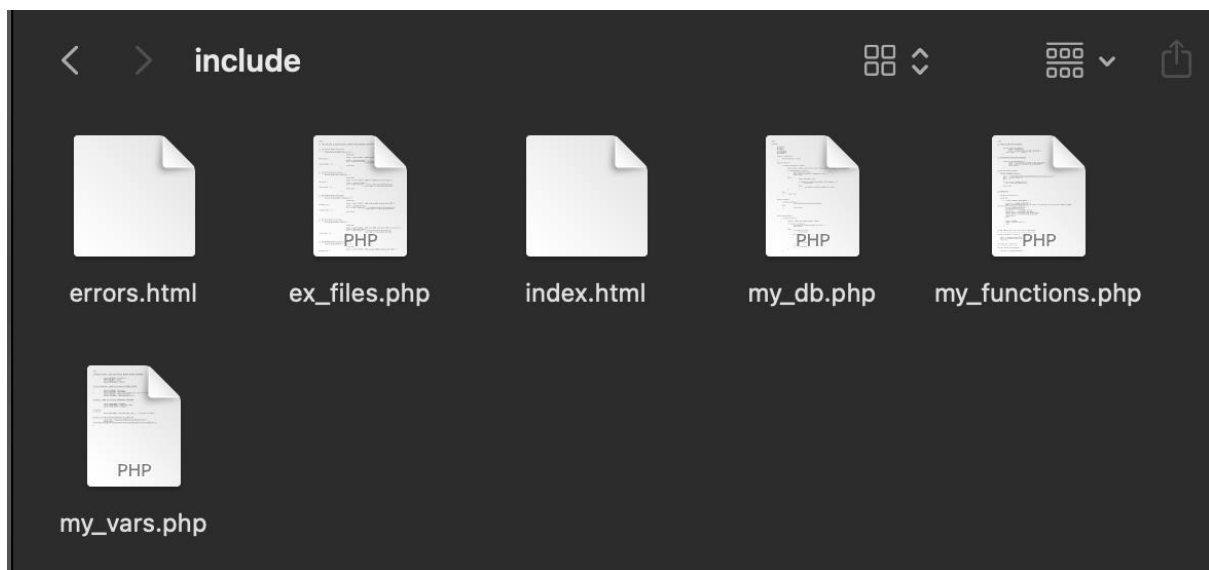 include
errors.html
PHP
ex_files.php
index.html
PHP
my_db.php
PHP
my_functions.php
PHP
my_vars.php